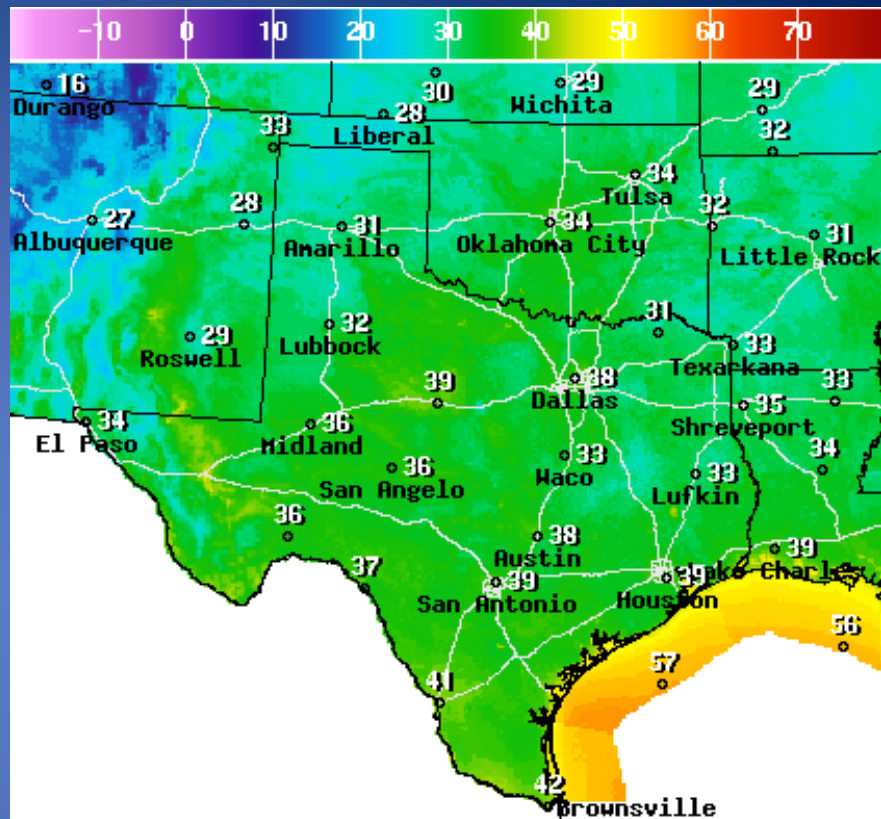 -10 0 10 20 30 40 50 60 70
16
30
29
Durango
28
Wichita
29
Liberal
33
32
34
Tulsa
27
28
31
34
32
31
Albuquerque
Amarillo
Oklahoma City
Little Rock
29
32
31
33
Roswell
Lubbock
Texarkana
39
38
33
Dallas
35
34
36
Shreveport
El Paso
Midland
36
33
33
34
San Angelo
Waco
Lufkin
36
38
39
Austin
37
39
39
Lake Charl
San Antonio
Houston
56
57
41
42
Brownsville